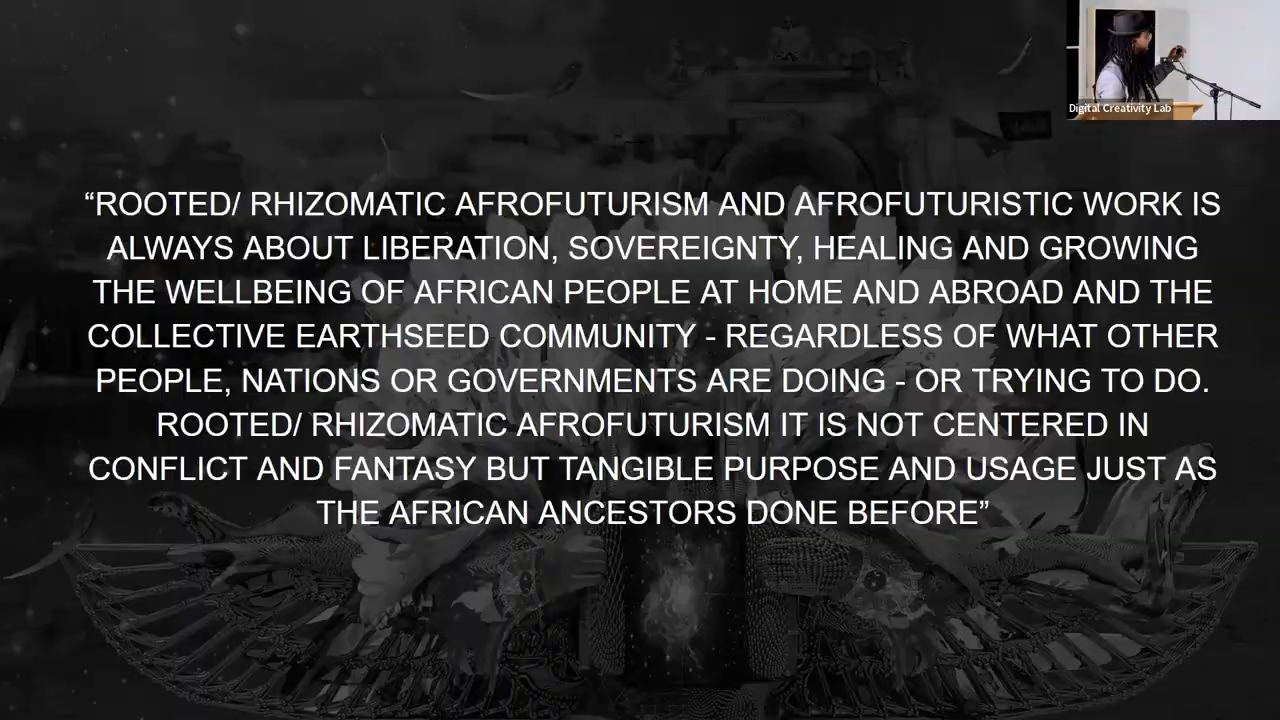 Digital Creativity Lab
“ROOTED/ RHIZOMATIC AFROFUTURISM AND AFROFUTURISTIC WORK IS
ALWAYS ABOUT LIBERATION, SOVEREIGNTY, HEALING AND GROWING
THE WELLBEING OF AFRICAN PEOPLE AT HOME AND ABROAD AND THE
COLLECTIVE EARTHSEED COMMUNITY - REGARDLESS OF WHAT OTHER
PEOPLE, NATIONS OR GOVERNMENTS ARE DOING - OR TRYING TO DO.
ROOTED/ RHIZOMATIC AFROFUTURISM IT IS NOT CENTERED IN
CONFLICT AND FANTASY BUT TANGIBLE PURPOSE AND USAGE JUST AS
THE AFRICAN ANCESTORS DONE BEFORE”